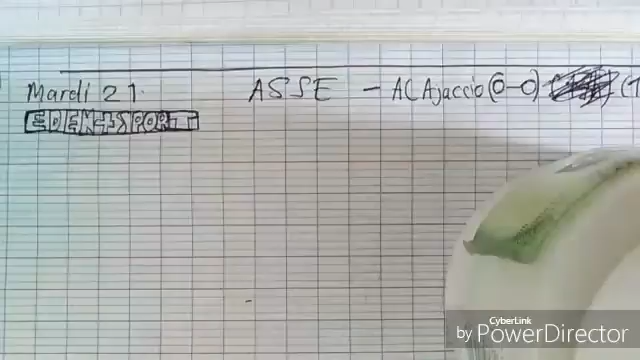 Mardi 21. ASSE - AC Ajaccio (0-0)
EDEN+SPORT
CyberLink
by PowerDirector